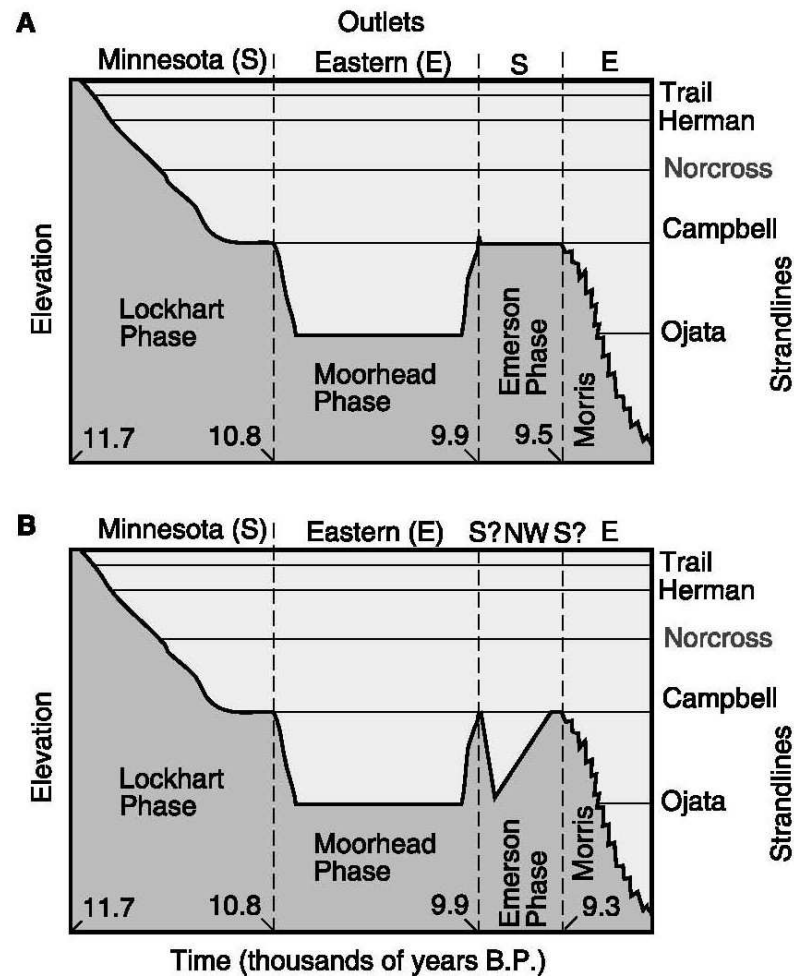 A
Outlets
Minnesota (S) Eastern (E) S E
Trail
Herman
Norcross
Campbell
Ojata
Strandlines
Elevation
Lockhart
Phase
Moorhead
Phase
Emerson
Phase
Morris
11.7 10.8 9.9 9.5
B
Minnesota (S) Eastern (E) S? NW S? E
Trail
Herman
Norcross
Campbell
Ojata
Strandlines
Elevation
Lockhart
Phase
Moorhead
Phase
Emerson
Phase
Morris
11.7 10.8 9.9 9.3
Time (thousands of years B.P.)